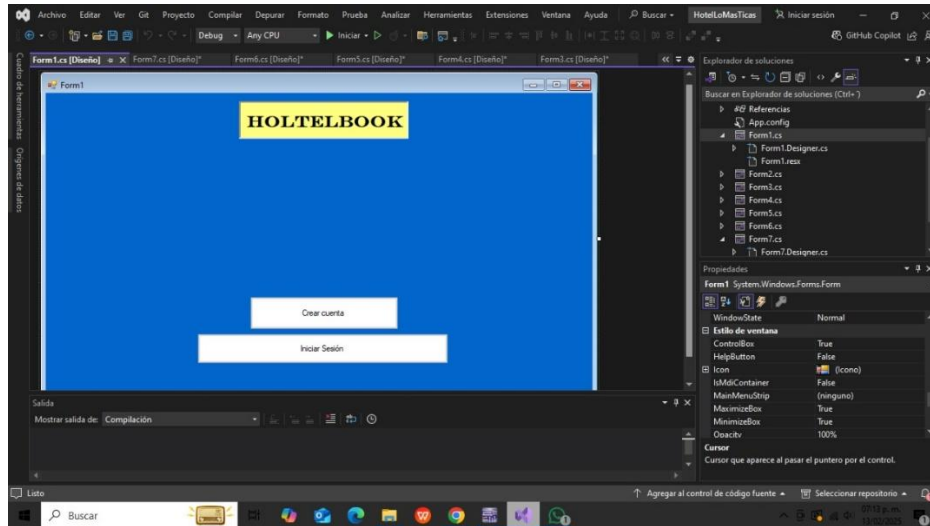 Archivo Editar Ver Git Proyecto Compilar Depurar Formato Prueba Analizar Herramientas Extensiones Ventana Ayuda Buscar HotelLoMasTicas Iniciar sesión
Debug Any CPU Iniciar GitHub Copilot
Form1.cs [Diseño] Form7.cs [Diseño]* Form6.cs [Diseño]* Form5.cs [Diseño]* Form4.cs [Diseño]* Form3.cs [Diseño]*
Cuadro de herramientas
Orígenes de datos
Form1
HOLTELBOOK
Crear cuenta
Iniciar Sesión
Explorador de soluciones
Buscar en Explorador de soluciones (Ctrl+´)
Referencias
App.config
Form1.cs
Form1.Designer.cs
Form1.resx
Form2.cs
Form3.cs
Form4.cs
Form5.cs
Form6.cs
Form7.cs
Form7.Designer.cs
Propiedades
Form1 System.Windows.Forms.Form
WindowState Normal
Estilo de ventana
ControlBox True
HelpButton False
Icon (Icono)
IsMdiContainer False
MainMenuStrip (ninguno)
MaximizeBox True
MinimizeBox True
Opacity 100%
Cursor
Cursor que aparece al pasar el puntero por el control.
Salida
Mostrar salida de: Compilación
Listo Agregar al control de código fuente Seleccionar repositorio
Buscar
07:13 p. m.
13/02/2025